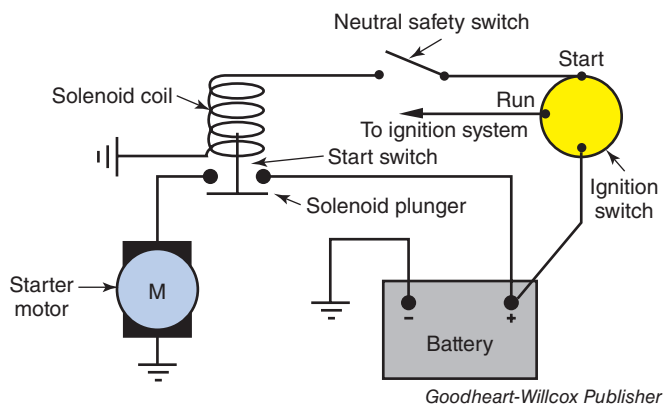 Neutral safety switch
Start
Solenoid coil
Run
To ignition system
Start switch
Ignition
switch
Solenoid plunger
Starter
motor
M
- +
Battery
Goodheart-Willcox Publisher